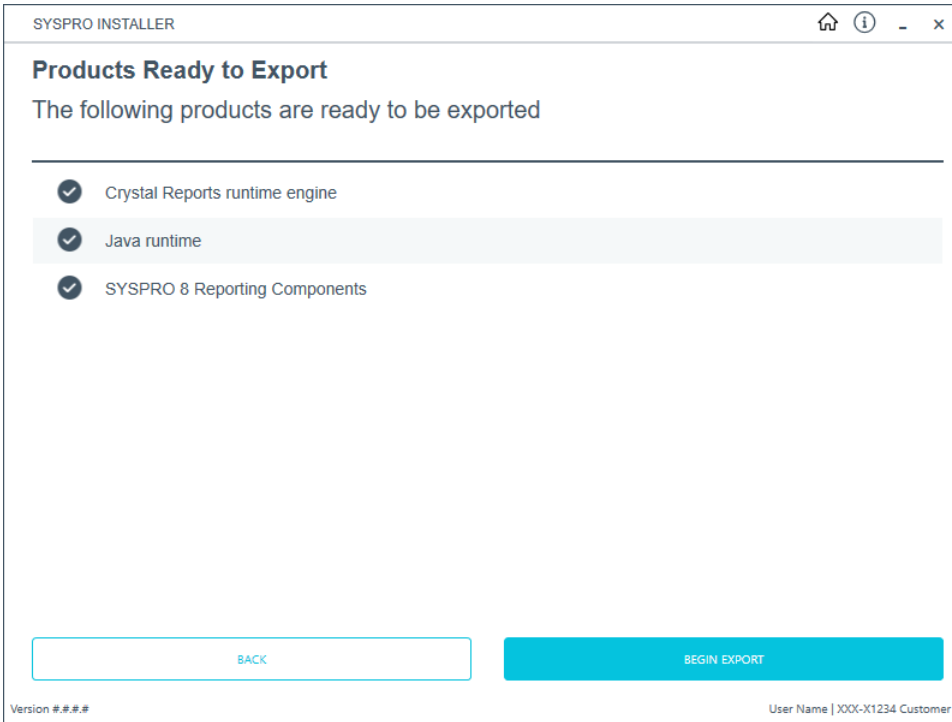 SYSPRO INSTALLER
Products Ready to Export
The following products are ready to be exported
Crystal Reports runtime engine
Java runtime
SYSPRO 8 Reporting Components
BACK
BEGIN EXPORT
Version #.#.#.#
User Name | XXX-X1234 Customer